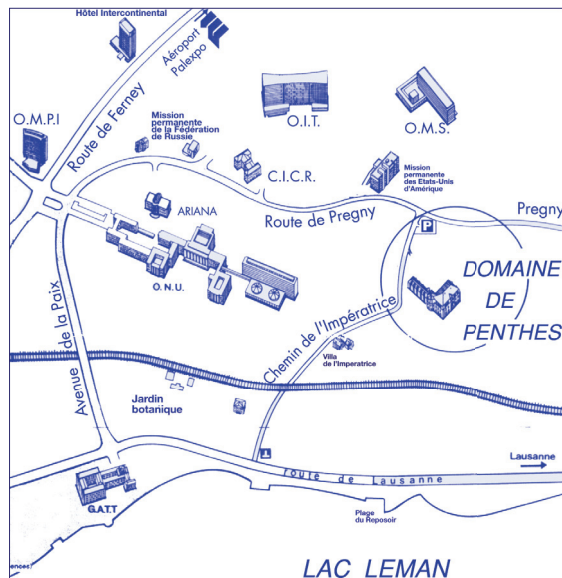 Hôtel Intercontinental
Aéroport
Palexpo
Route de Ferney
O.M.P.I
Mission
permanente
de la Fédération
de Russie
O.I.T.
O.M.S.
C.I.C.R.
Mission
permanente
des Etats-Unis
d'Amérique
ARIANA
Route de Pregny
Pregny
P
O.N.U.
DOMAINE
DE
PENTHES
Avenue de la Paix
Chemin de l'Impératrice
Villa
de l'Imperatrice
Jardin
botanique
Lausanne
route de Lausanne
G.A.T.T
Plage
du Reposoir
LAC LEMAN